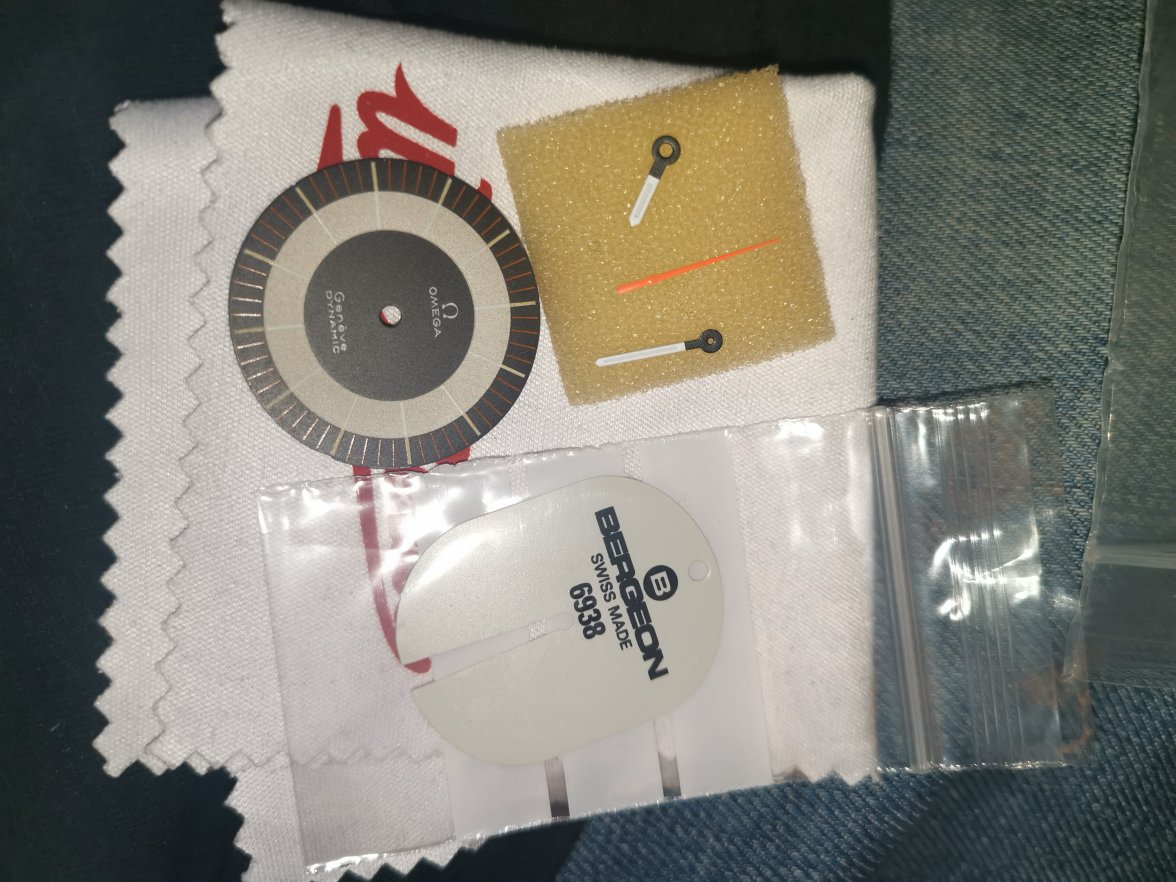 Ω
OMEGA
Genève
DYNAMIC
B
BERGEON
SWISS MADE
6938